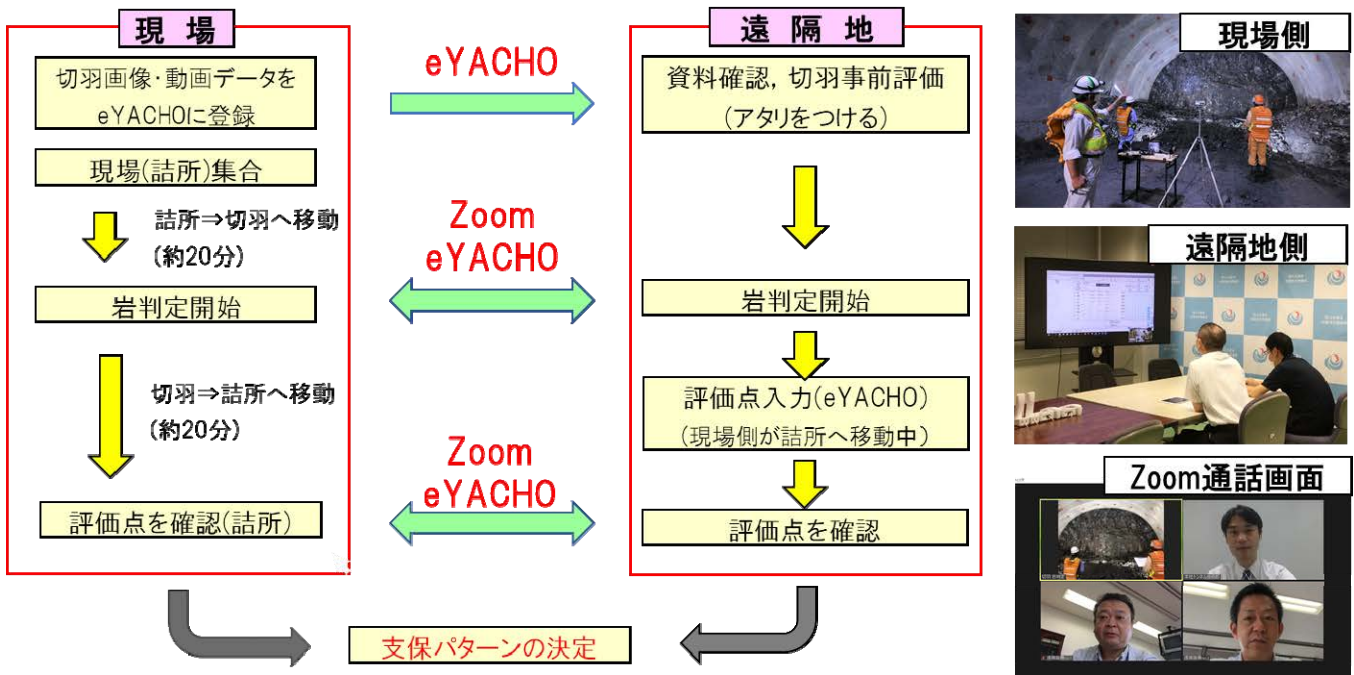 現場
切羽画像・動画データを
eYACHOに登録
現場(詰所)集合
詰所⇒切羽へ移動
(約20分)
岩判定開始
切羽⇒詰所へ移動
(約20分)
評価点を確認(詰所)
eYACHO
Zoom
eYACHO
Zoom
eYACHO
遠隔地
資料確認,切羽事前評価
(アタリをつける)
岩判定開始
評価点入力(eYACHO)
(現場側が詰所へ移動中)
評価点を確認
支保パターンの決定
現場側
遠隔地側
Zoom通話画面